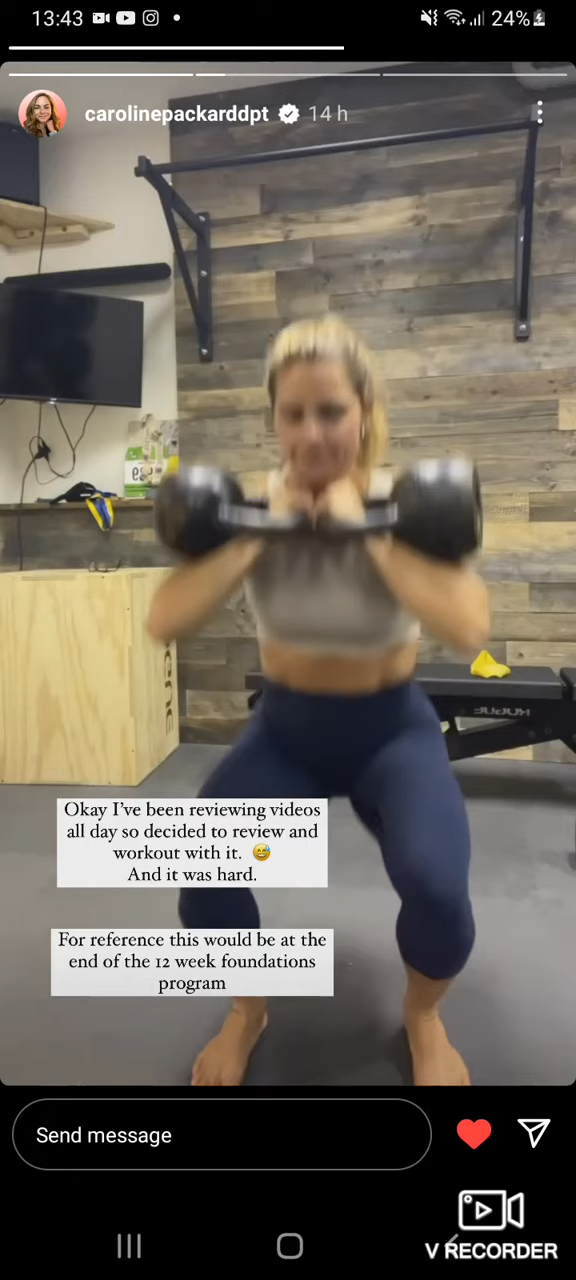 13:43
24%
carolinepackarddpt 14 h
Okay I've been reviewing videos
all day so decided to review and
workout with it. 😅
And it was hard.
For reference this would be at the
end of the 12 week foundations
program
Send message
V RECORDER